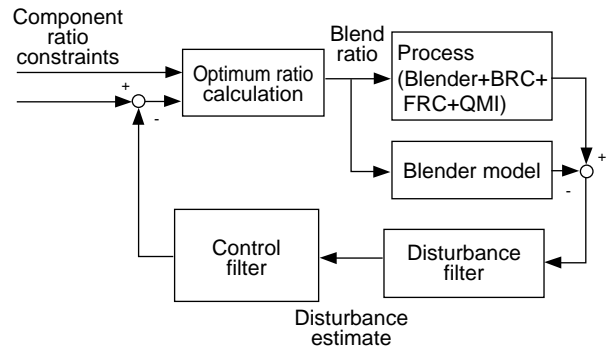 Component
ratio
constraints
+
-
Optimum ratio
calculation
Blend
ratio
Process
(Blender+BRC+
FRC+QMI)
Blender model
+
-
Control
filter
Disturbance
filter
Disturbance
estimate